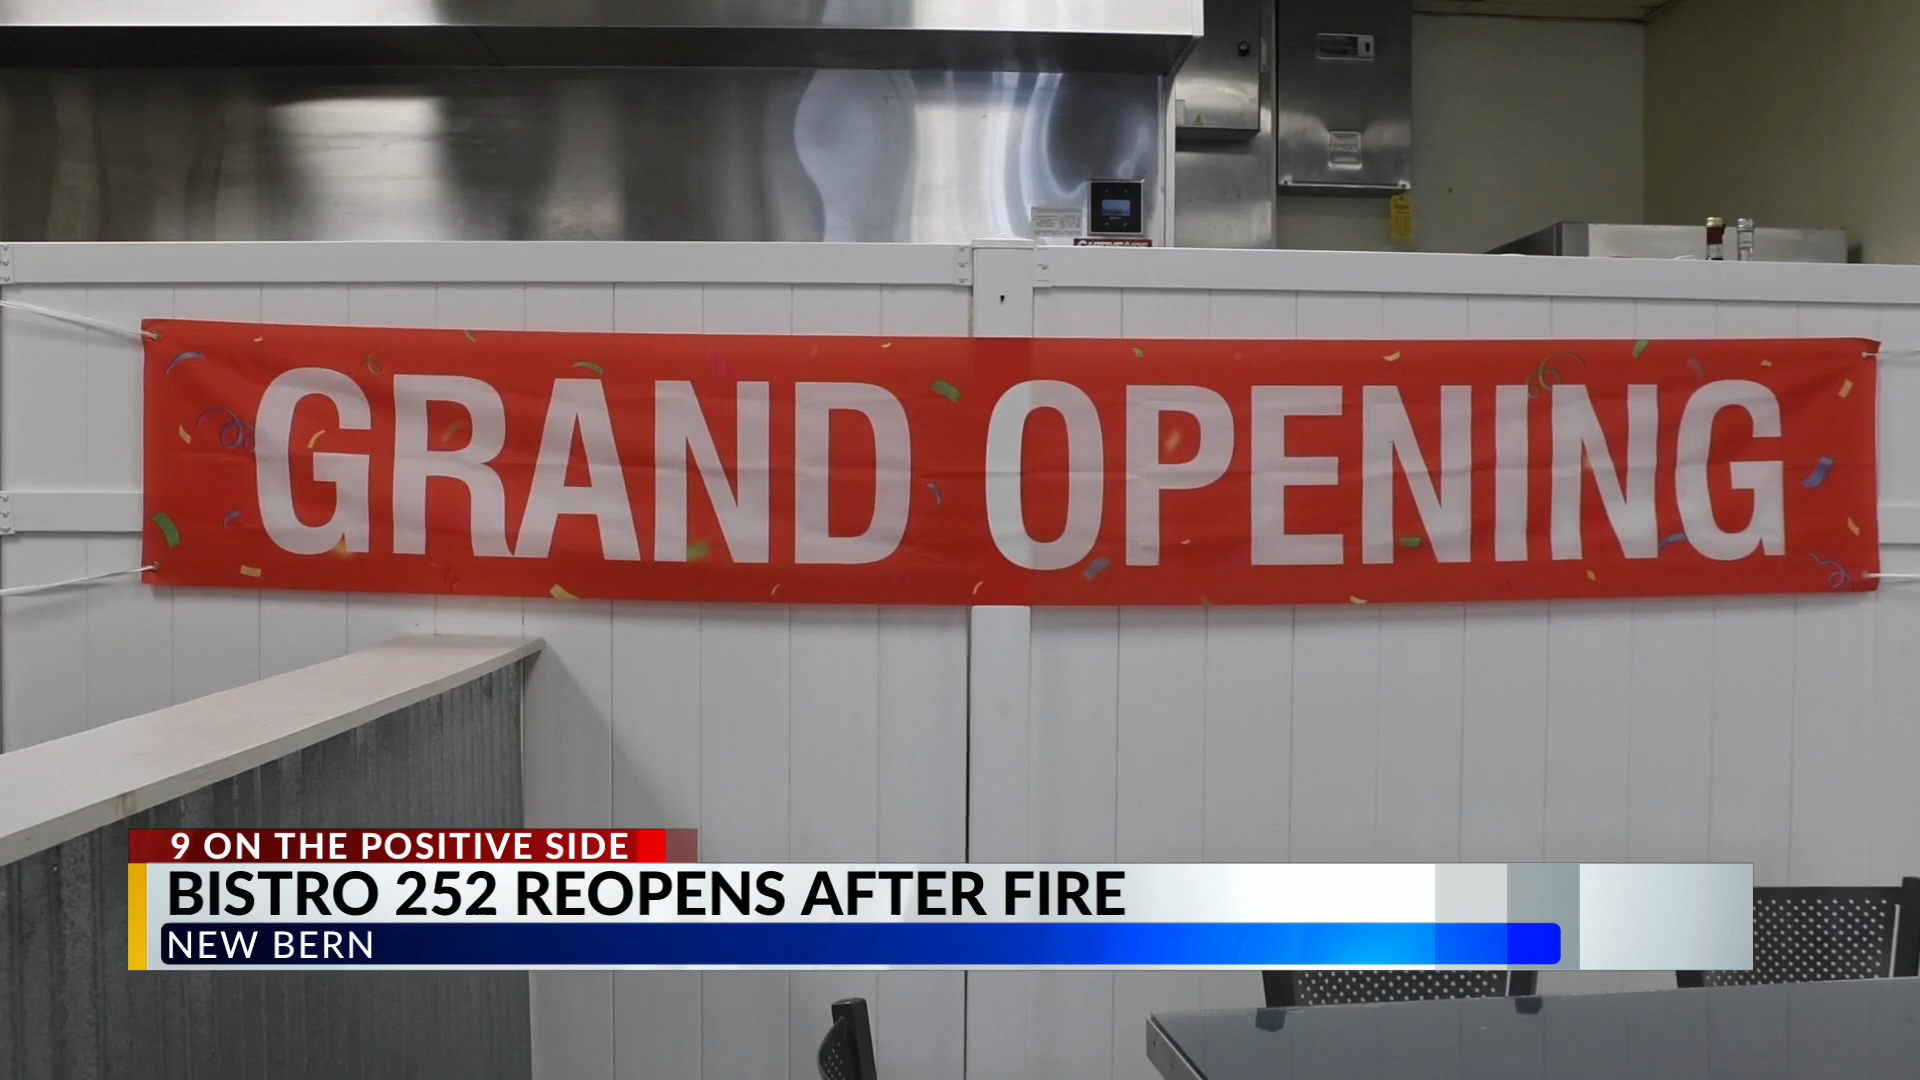 GRAND OPENING
9 ON THE POSITIVE SIDE
BISTRO 252 REOPENS AFTER FIRE
NEW BERN